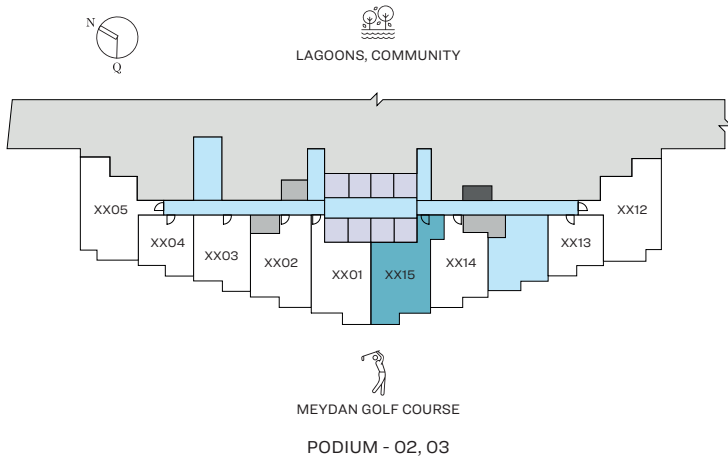 N
Q
LAGOONS, COMMUNITY
XX05
XX12
XX04
XX03
XX02
XX01
XX15
XX14
XX13
MEYDAN GOLF COURSE
PODIUM - 02, 03